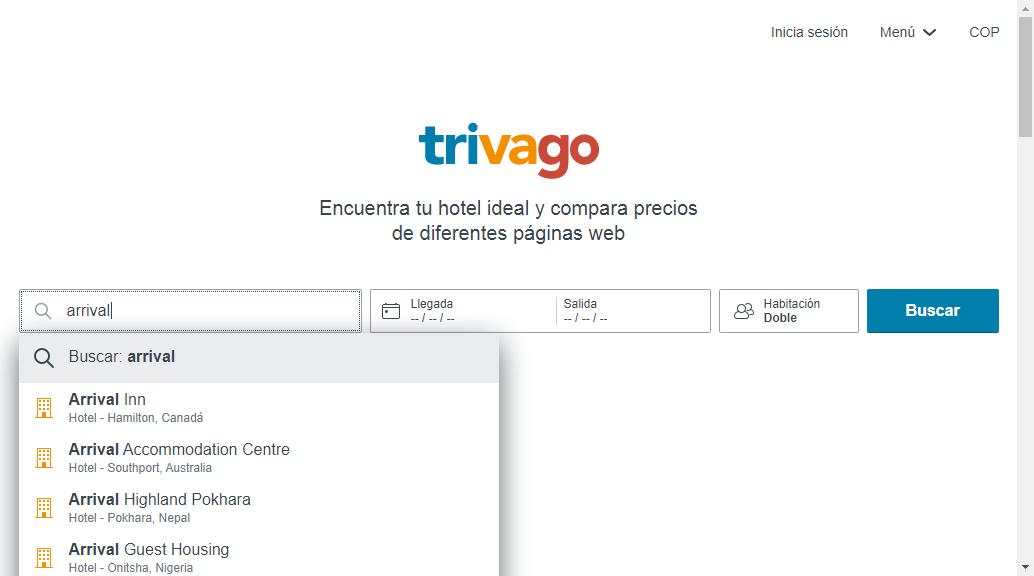 Inicia sesión Menú COP
trivago
Encuentra tu hotel ideal y compara precios
de diferentes páginas web
arrival
Llegada
-- / -- / --
Salida
-- / -- / --
Habitación
Doble
Buscar
Buscar: arrival
Arrival Inn
Hotel - Hamilton, Canadá
Arrival Accommodation Centre
Hotel - Southport, Australia
Arrival Highland Pokhara
Hotel - Pokhara, Nepal
Arrival Guest Housing
Hotel - Onitsha, Nigeria